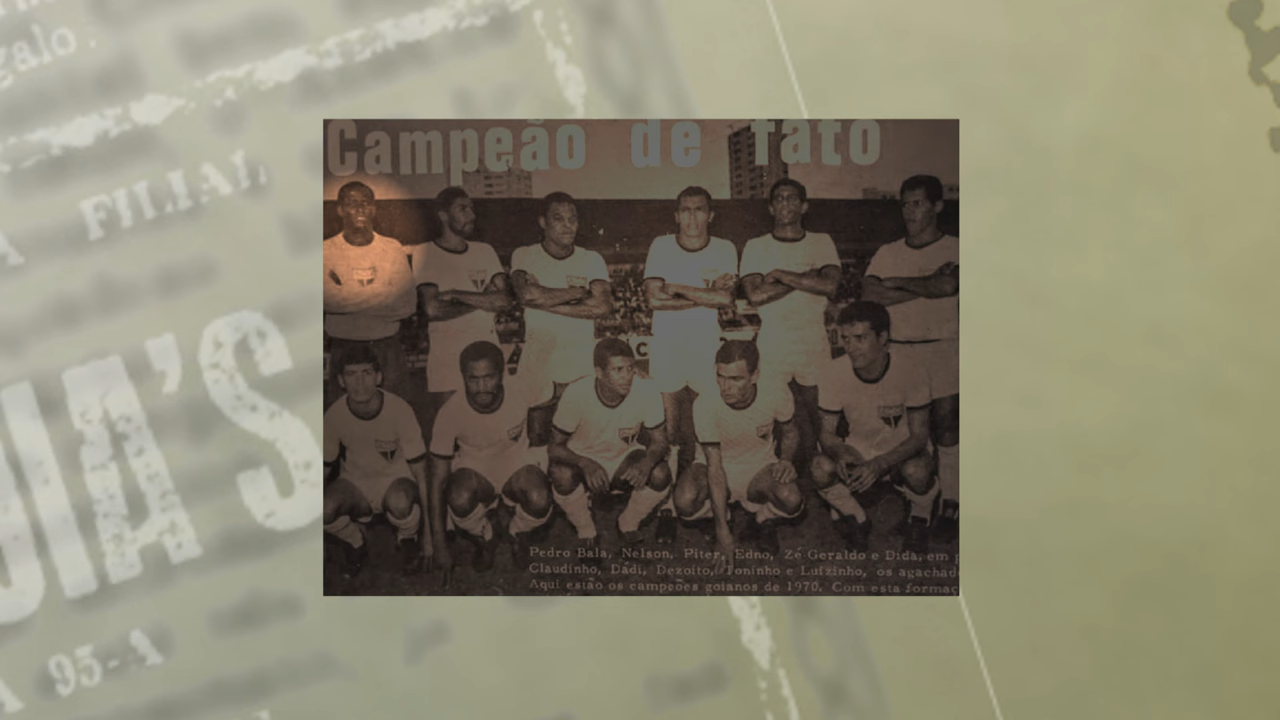 galo.
FILIAL
Campeão de fato
Pedro Bala, Nelson, Piter, Edno, Zé Geraldo e Dida, em
Claudinho, Dadi, Dezoito, Toninho e Luizinho, os agachad
Aqui estão os campeões goianos de 1970. Com esta formaç
95-A